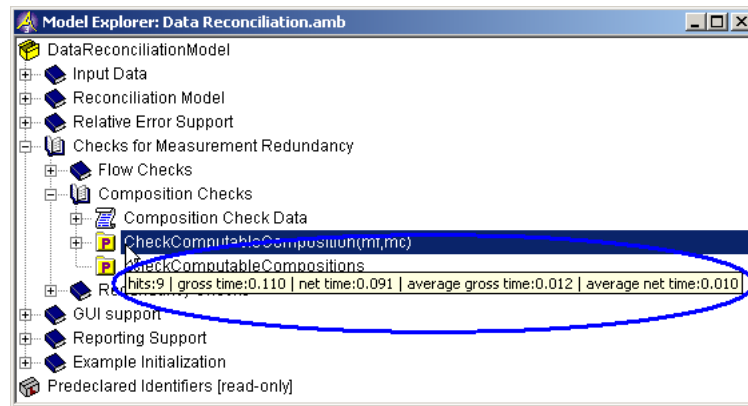 Model Explorer: Data Reconciliation.amb
DataReconciliationModel
Input Data
Reconciliation Model
Relative Error Support
Checks for Measurement Redundancy
Flow Checks
Composition Checks
Composition Check Data
P CheckComputableComposition(mf,mc)
P CheckComputableCompositions
hits:9 | gross time:0.110 | net time:0.091 | average gross time:0.012 | average net time:0.010
Checks
GUI support
Reporting Support
Example Initialization
Predeclared Identifiers [read-only]